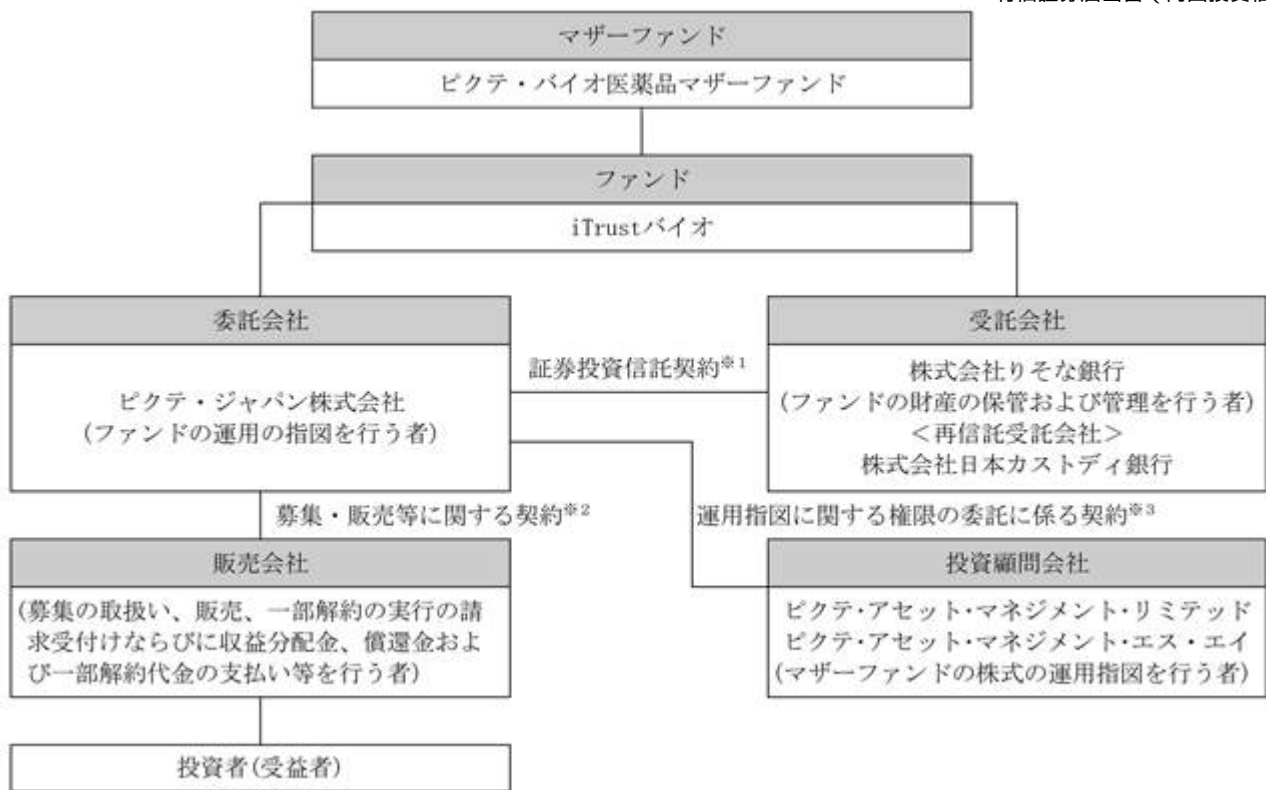 マザーファンド
ピクテ・バイオ医薬品マザーファンド
ファンド
iTrustバイオ
委託会社
ピクテ・ジャパン株式会社
(ファンドの運用の指図を行う者)
証券投資信託契約※1
受託会社
株式会社りそな銀行
(ファンドの財産の保管および管理を行う者)
<再信託受託会社>
株式会社日本カストディ銀行
募集・販売等に関する契約※2
運用指図に関する権限の委託に係る契約※3
販売会社
(募集の取扱い、販売、一部解約の実行の請
求受付けならびに収益分配金、償還金およ
び一部解約代金の支払い等を行う者)
投資顧問会社
ピクテ・アセット・マネジメント・リミテッド
ピクテ・アセット・マネジメント・エス・エイ
(マザーファンドの株式の運用指図を行う者)
投資者(受益者)